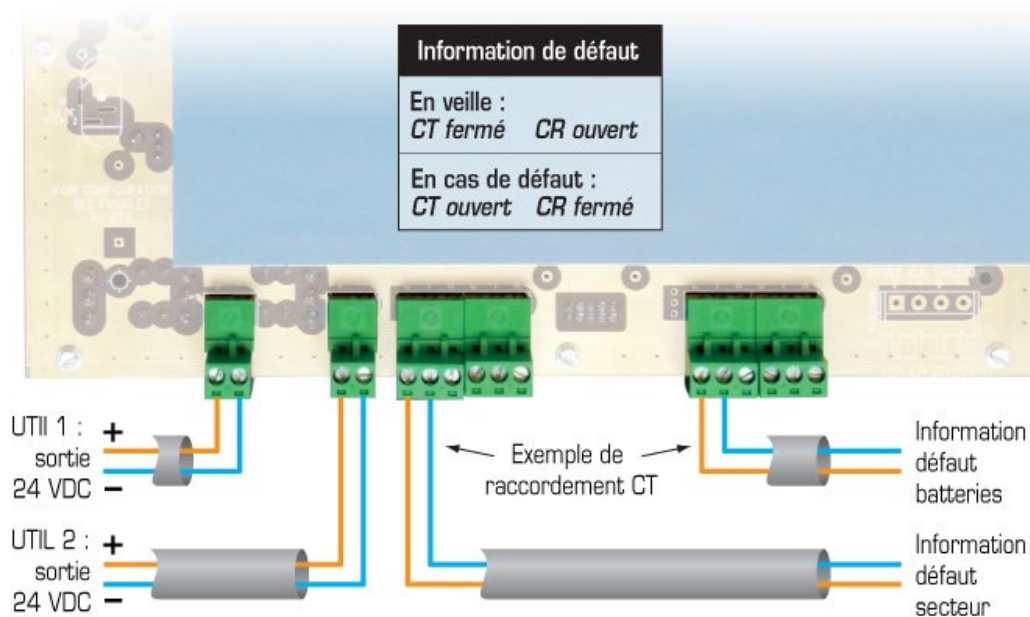 Information de défaut
En veille :
CT fermé CR ouvert
En cas de défaut :
CT ouvert CR fermé
UTIl 1 : +
sortie
24 VDC −
UTIL 2 : +
sortie
24 VDC −
Exemple de
raccordement CT
Information
défaut
batteries
Information
défaut
secteur